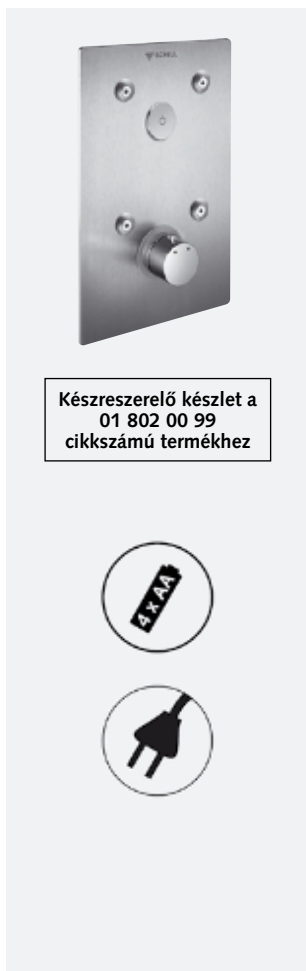 SCHELL
Készreszerelő készlet a
01 802 00 99
cikkszámú termékhez
4 x AA